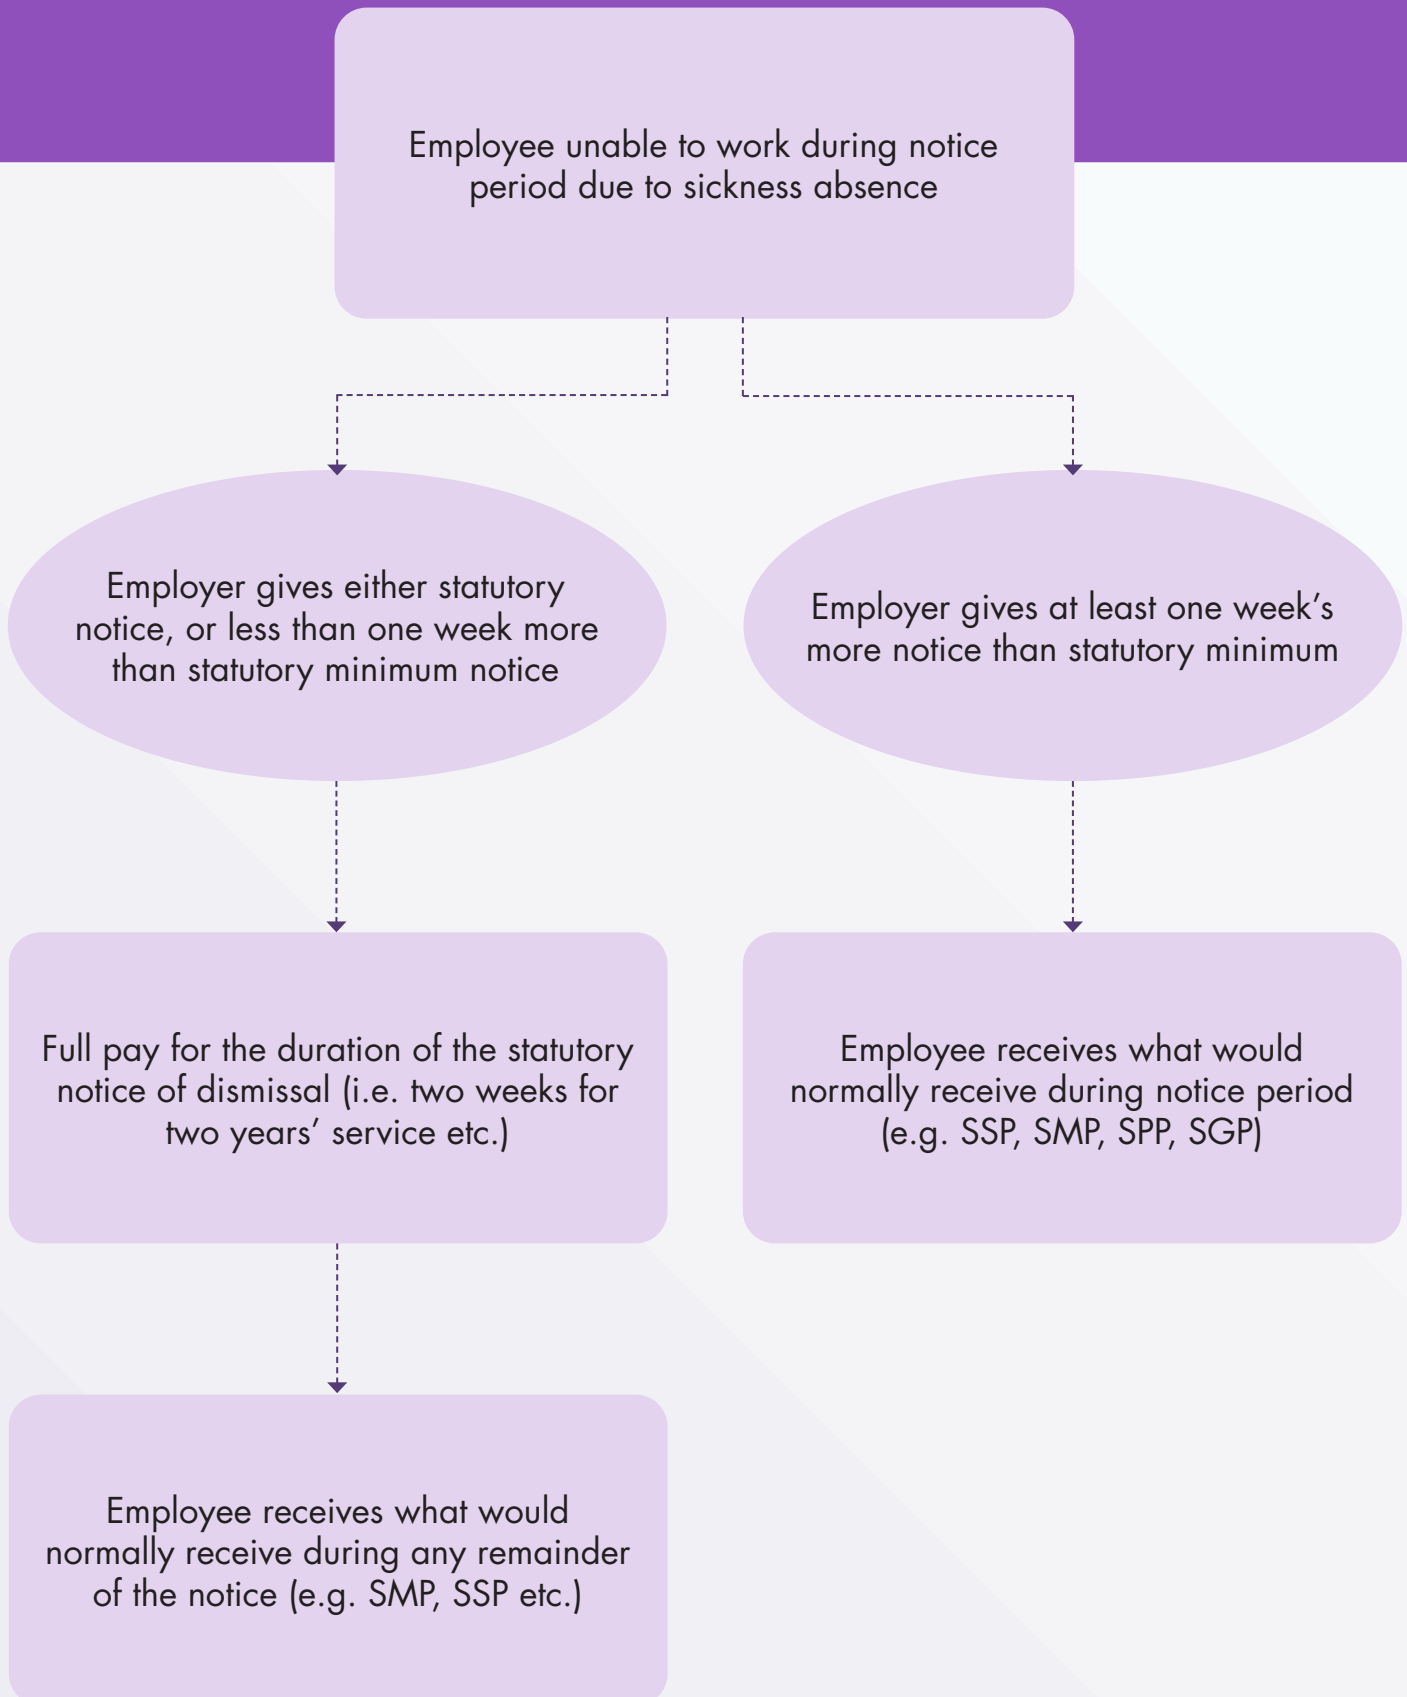 Employee unable to work during notice
period due to sickness absence
Employer gives either statutory
notice, or less than one week more
than statutory minimum notice
Employer gives at least one week’s
more notice than statutory minimum
Full pay for the duration of the statutory
notice of dismissal (i.e. two weeks for
two years’ service etc.)
Employee receives what would
normally receive during notice period
(e.g. SSP, SMP, SPP, SGP)
Employee receives what would
normally receive during any remainder
of the notice (e.g. SMP, SSP etc.)